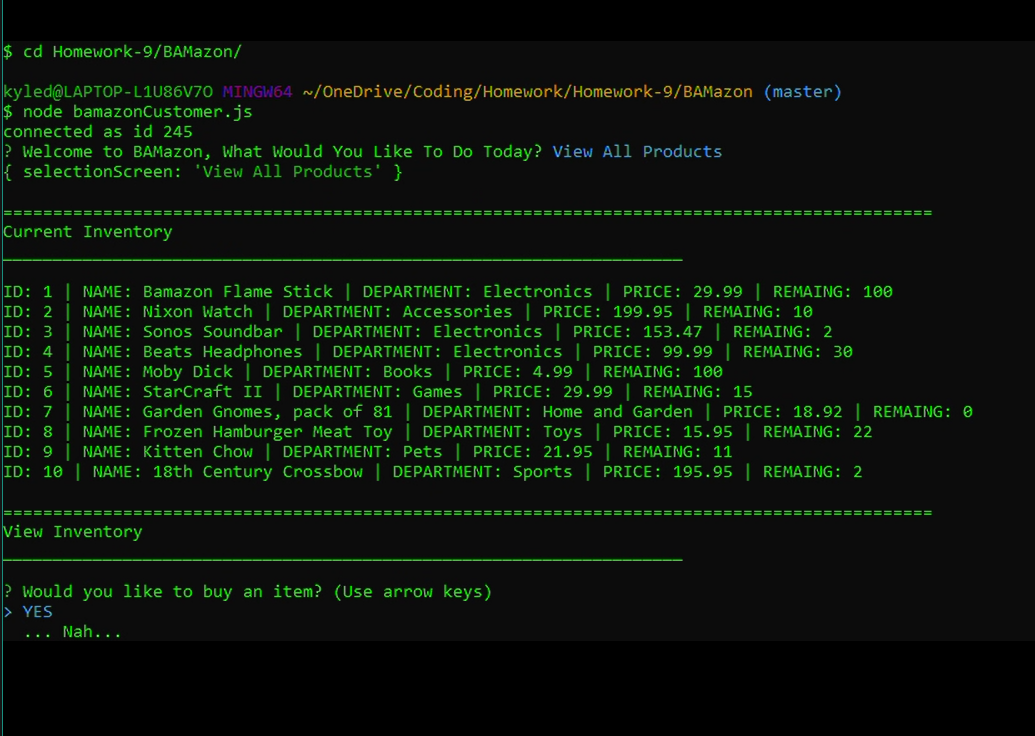 $ cd Homework-9/BAMazon/
kyled@LAPTOP-L1U86V7O MINGW64 ~/OneDrive/Coding/Homework/Homework-9/BAMazon (master)
$ node bamazonCustomer.js
connected as id 245
? Welcome to BAMazon, What Would You Like To Do Today? View All Products
{ selectionScreen: 'View All Products' }
=============================================================================================
Current Inventory
____________________________________________________________________
ID: 1 | NAME: Bamazon Flame Stick | DEPARTMENT: Electronics | PRICE: 29.99 | REMAING: 100
ID: 2 | NAME: Nixon Watch | DEPARTMENT: Accessories | PRICE: 199.95 | REMAING: 10
ID: 3 | NAME: Sonos Soundbar | DEPARTMENT: Electronics | PRICE: 153.47 | REMAING: 2
ID: 4 | NAME: Beats Headphones | DEPARTMENT: Electronics | PRICE: 99.99 | REMAING: 30
ID: 5 | NAME: Moby Dick | DEPARTMENT: Books | PRICE: 4.99 | REMAING: 100
ID: 6 | NAME: StarCraft II | DEPARTMENT: Games | PRICE: 29.99 | REMAING: 15
ID: 7 | NAME: Garden Gnomes, pack of 81 | DEPARTMENT: Home and Garden | PRICE: 18.92 | REMAING: 0
ID: 8 | NAME: Frozen Hamburger Meat Toy | DEPARTMENT: Toys | PRICE: 15.95 | REMAING: 22
ID: 9 | NAME: Kitten Chow | DEPARTMENT: Pets | PRICE: 21.95 | REMAING: 11
ID: 10 | NAME: 18th Century Crossbow | DEPARTMENT: Sports | PRICE: 195.95 | REMAING: 2
=============================================================================================
View Inventory
____________________________________________________________________
? Would you like to buy an item? (Use arrow keys)
> YES
... Nah...